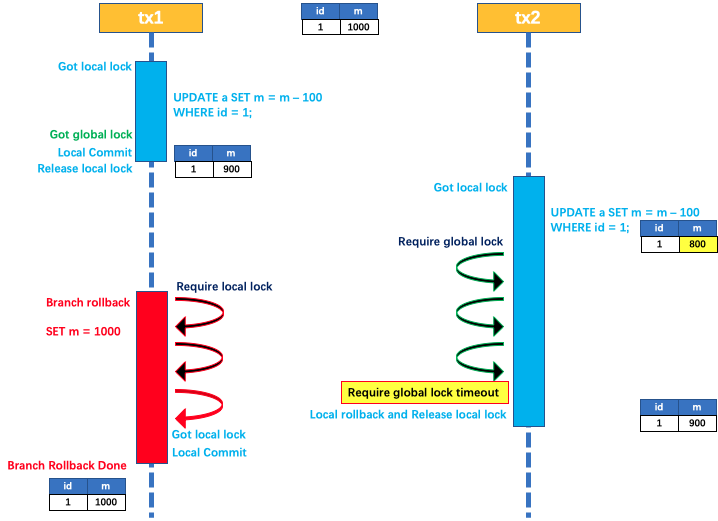 tx1
id m
1 1000
tx2
Got local lock
UPDATE a SET m = m – 100
WHERE id = 1;
Got global lock
Local Commit
Release local lock
id m
1 900
Got local lock
UPDATE a SET m = m – 100
WHERE id = 1;
id m
1 800
Require global lock
Require local lock
Branch rollback
SET m = 1000
Require global lock timeout
Local rollback and Release local lock
id m
1 900
Got local lock
Local Commit
Branch Rollback Done
id m
1 1000